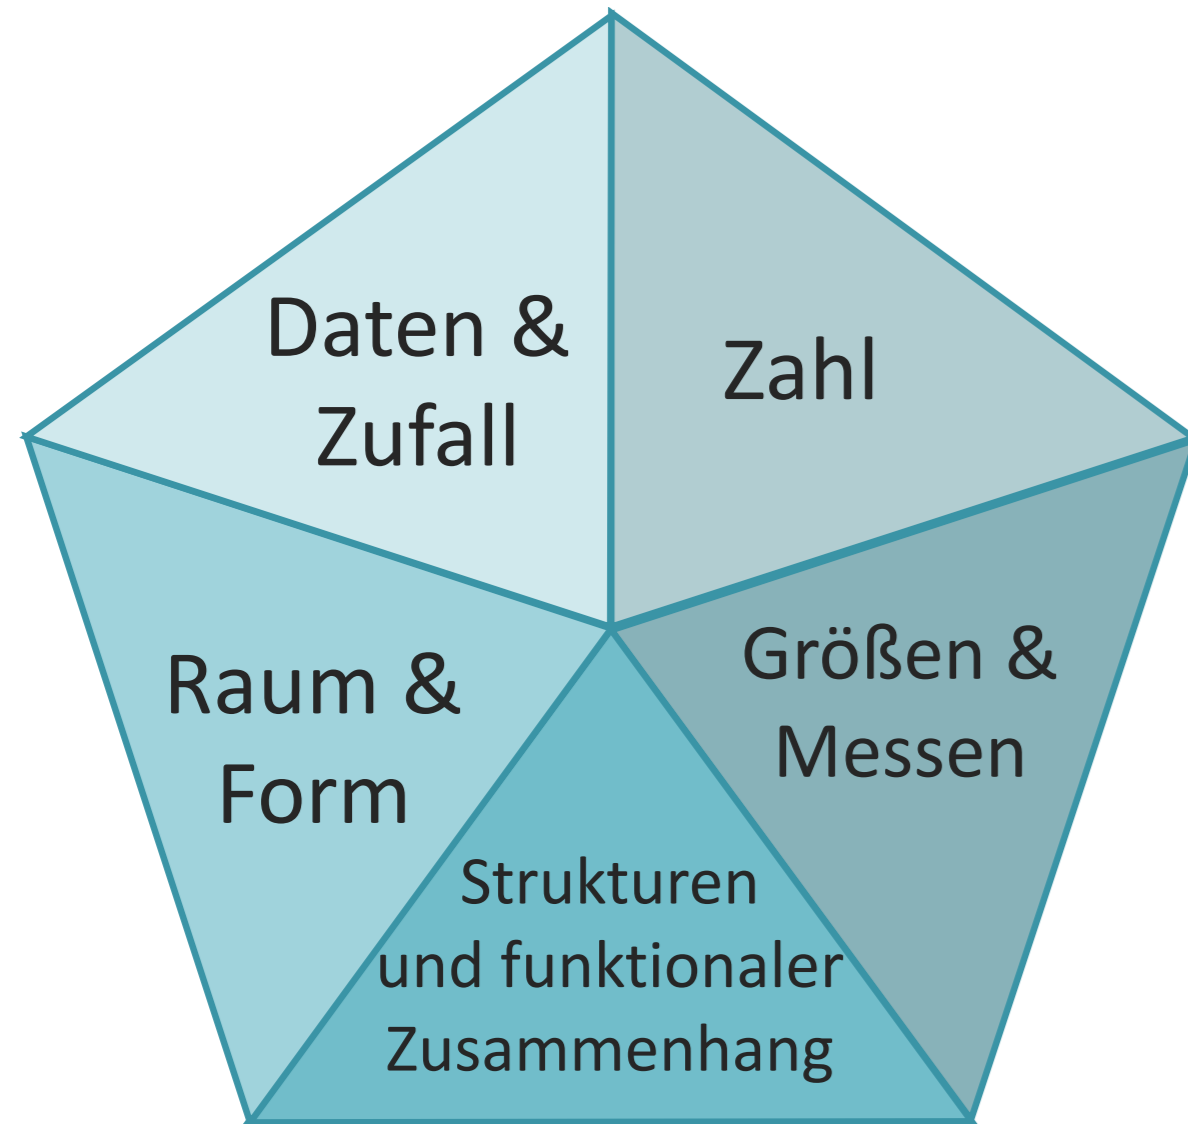 Daten &
Zufall
Zahl
Raum &
Form
Größen &
Messen
Strukturen
und funktionaler
Zusammenhang